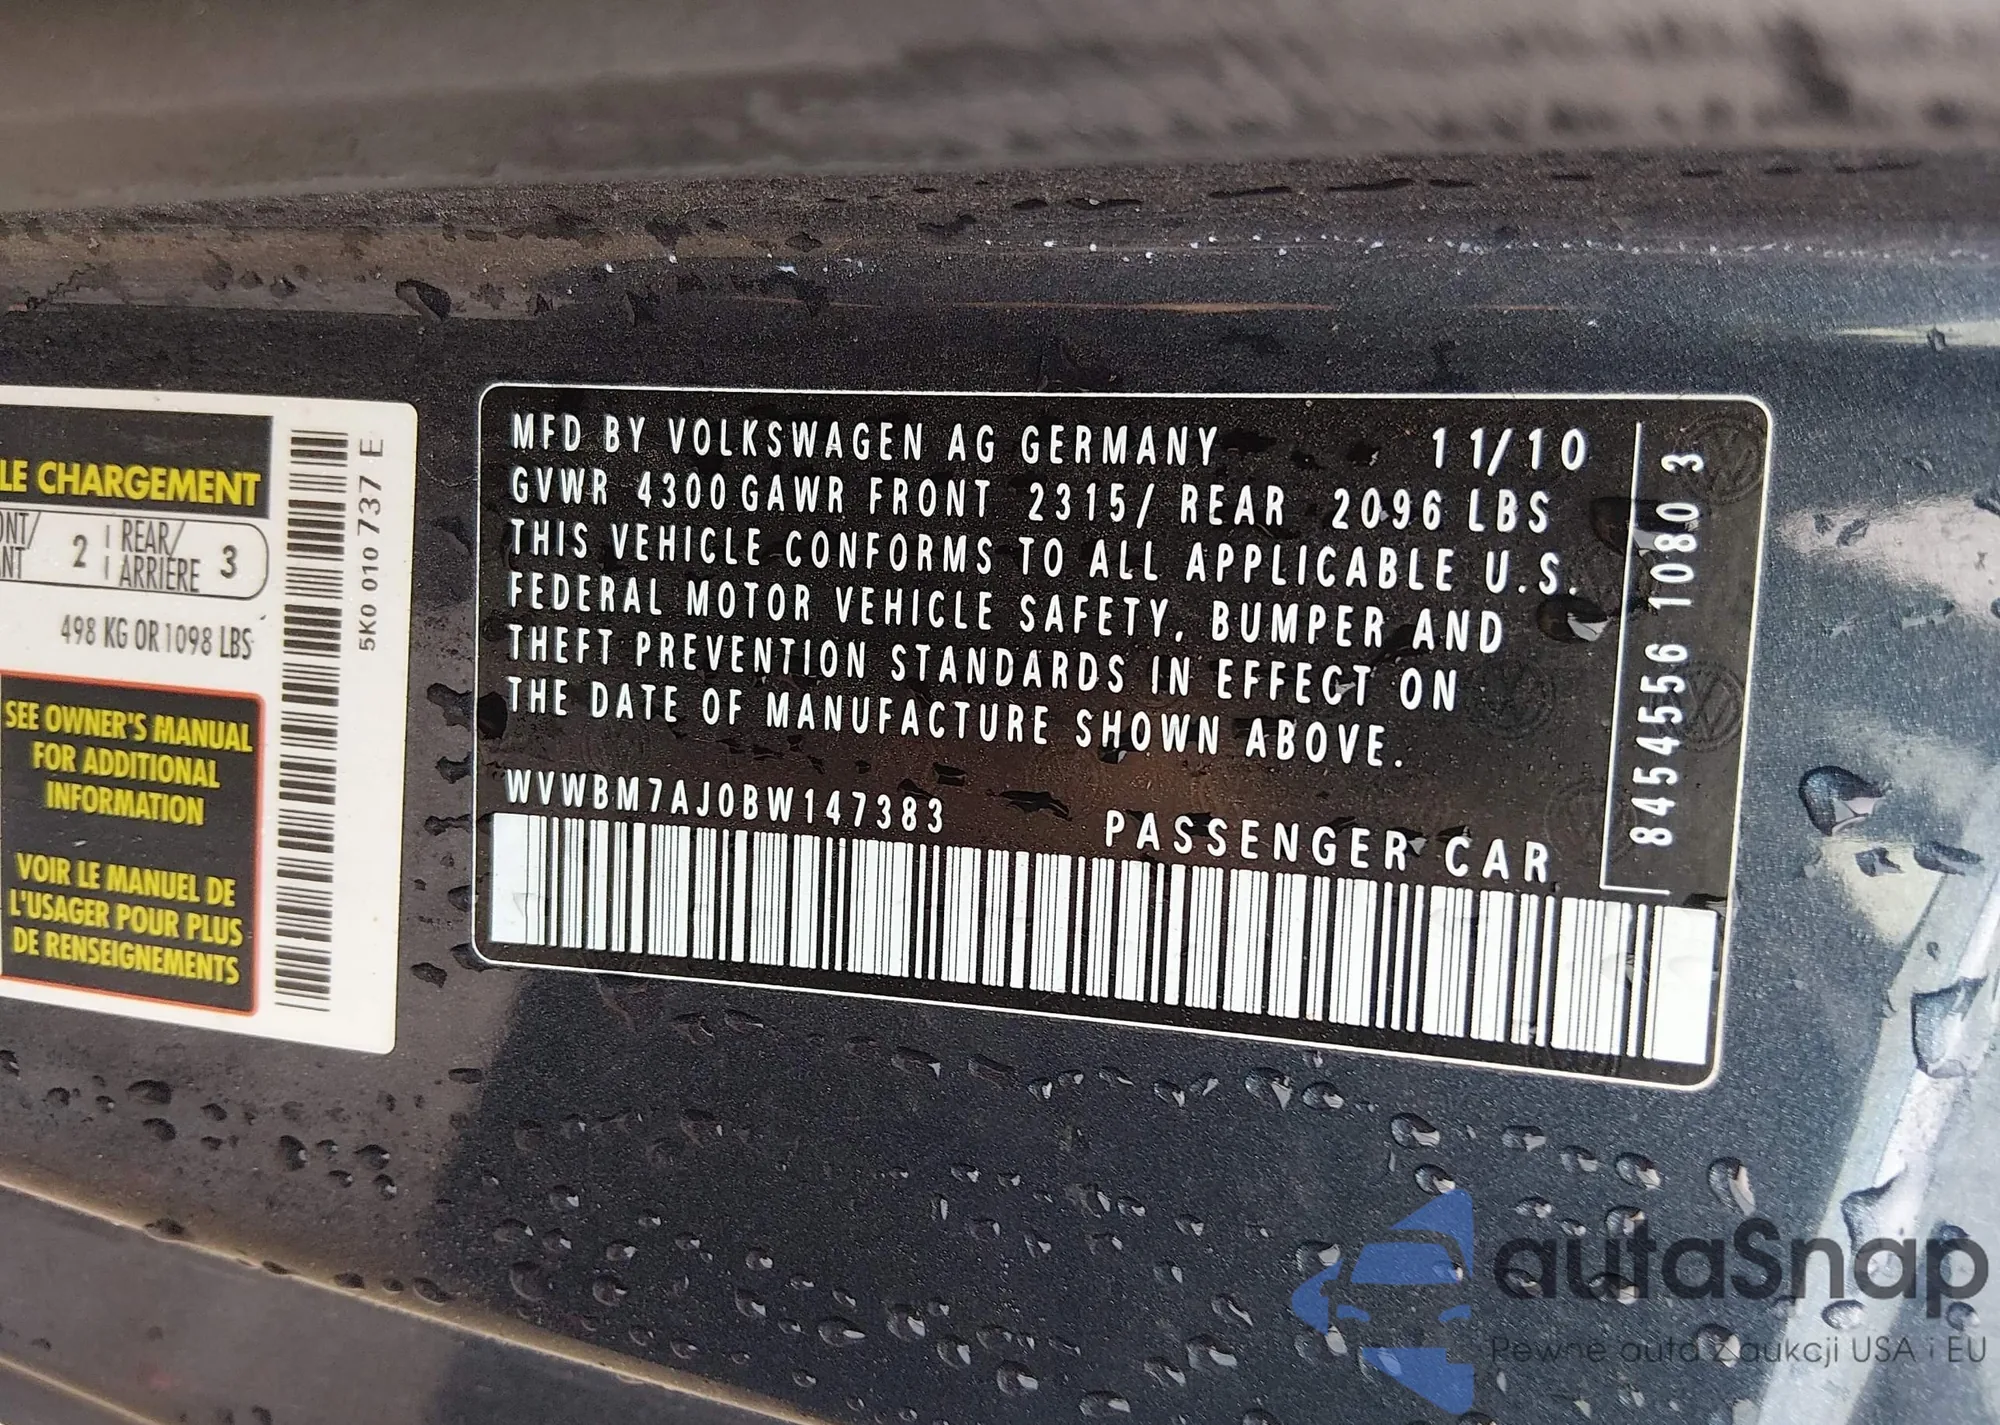 LE CHARGEMENT
ONT/ 2 REAR/ 3
NT ARRIERE
498 KG OR 1098 LBS
SEE OWNER'S MANUAL
FOR ADDITIONAL
INFORMATION
VOIR LE MANUEL DE
L'USAGER POUR PLUS
DE RENSEIGNEMENTS
5K0 010 737 E
MFD BY VOLKSWAGEN AG GERMANY 11/10
GVWR 4300 GAWR FRONT 2315/ REAR 2096 LBS
THIS VEHICLE CONFORMS TO ALL APPLICABLE U.S.
FEDERAL MOTOR VEHICLE SAFETY, BUMPER AND
THEFT PREVENTION STANDARDS IN EFFECT ON
THE DATE OF MANUFACTURE SHOWN ABOVE.
WVWBM7AJ0BW147383
PASSENGER CAR
8454556 1080 3
autaSnap
Pewne auta z aukcji USA i EU